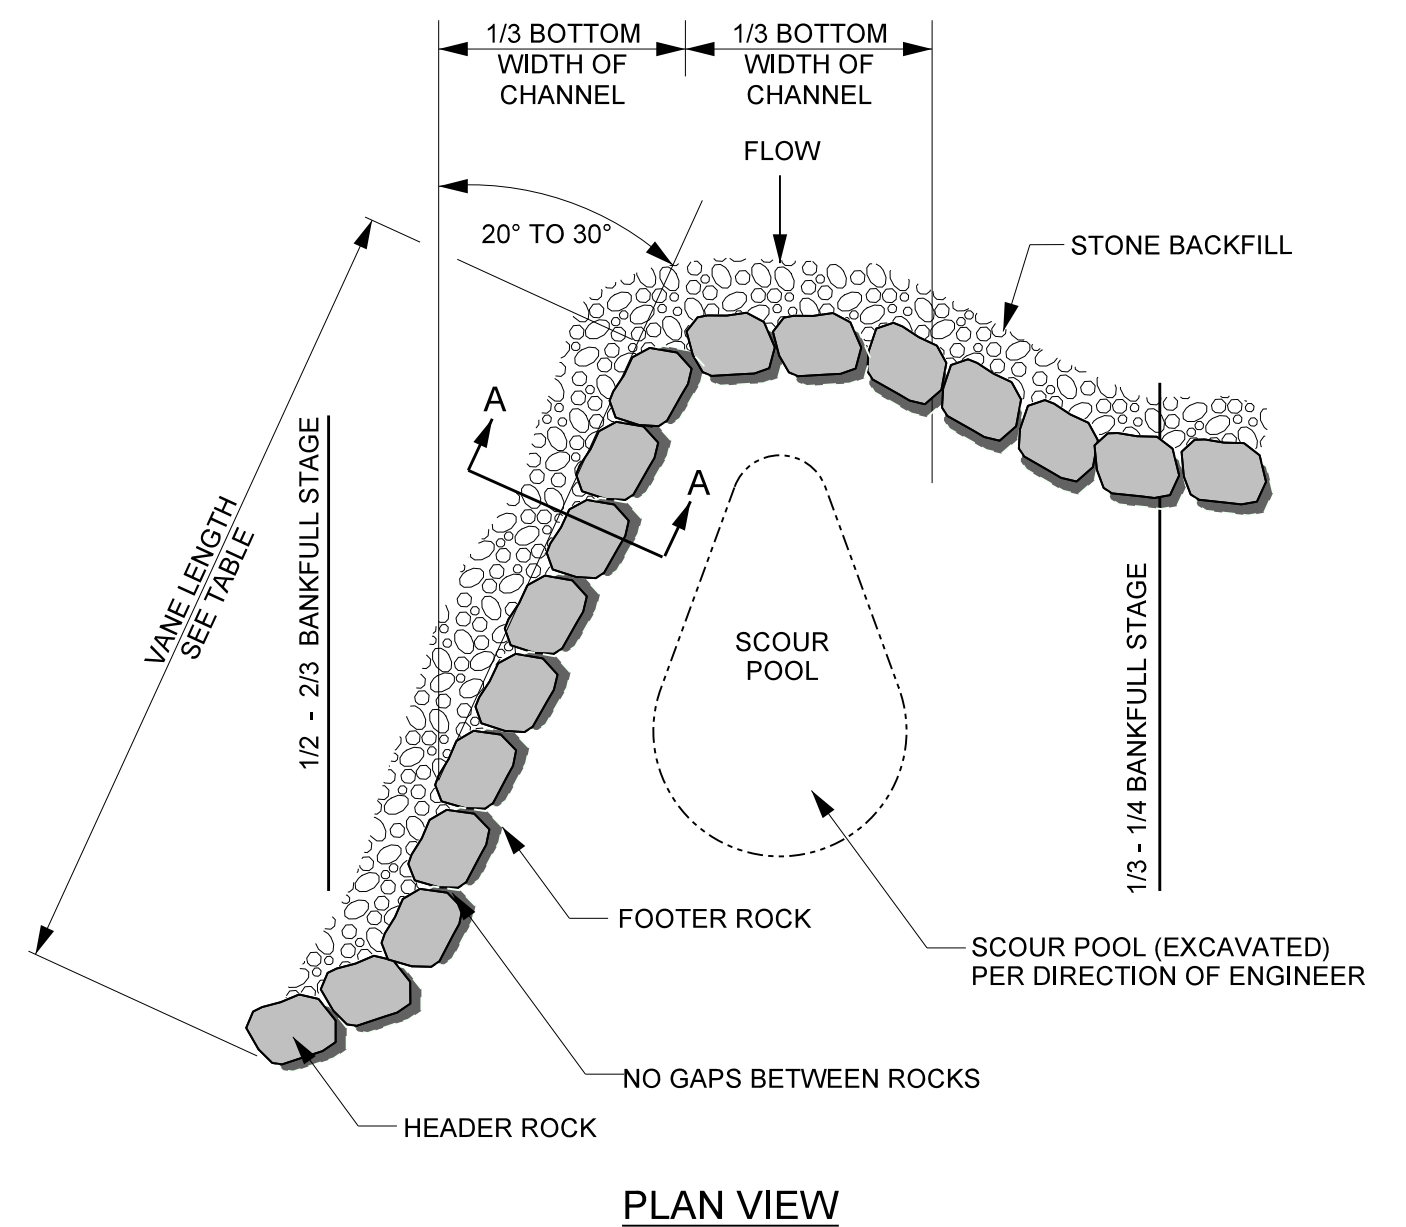 1/3 BOTTOM
WIDTH OF
CHANNEL
1/3 BOTTOM
WIDTH OF
CHANNEL
FLOW
20° TO 30°
STONE BACKFILL
A
A
VANE LENGTH
SEE TABLE
1/2 - 2/3 BANKFULL STAGE
SCOUR
POOL
1/3 - 1/4 BANKFULL STAGE
FOOTER ROCK
SCOUR POOL (EXCAVATED)
PER DIRECTION OF ENGINEER
NO GAPS BETWEEN ROCKS
HEADER ROCK
PLAN VIEW